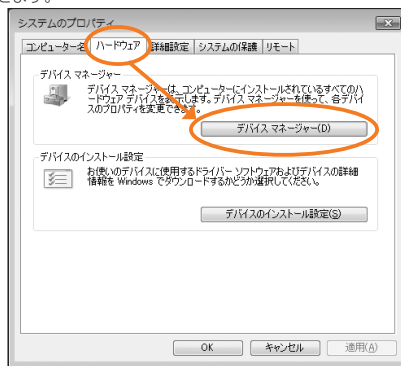 システムのプロパティ
コンピューター名
ハードウェア
詳細設定
システムの保護
リモート
デバイス マネージャー
デバイス マネージャーは、コンピューターにインストールされているすべてのハ
ードウェア デバイスを表示します。デバイス マネージャーを使って、各デバイ
スのプロパティを変更できます。
デバイス マネージャー(D)
デバイスのインストール設定
お使いのデバイスに使用するドライバー ソフトウェアおよびデバイスの詳細
情報を Windows でダウンロードするかどうか選択してください。
デバイスのインストール設定(S)
OK
キャンセル
適用(A)